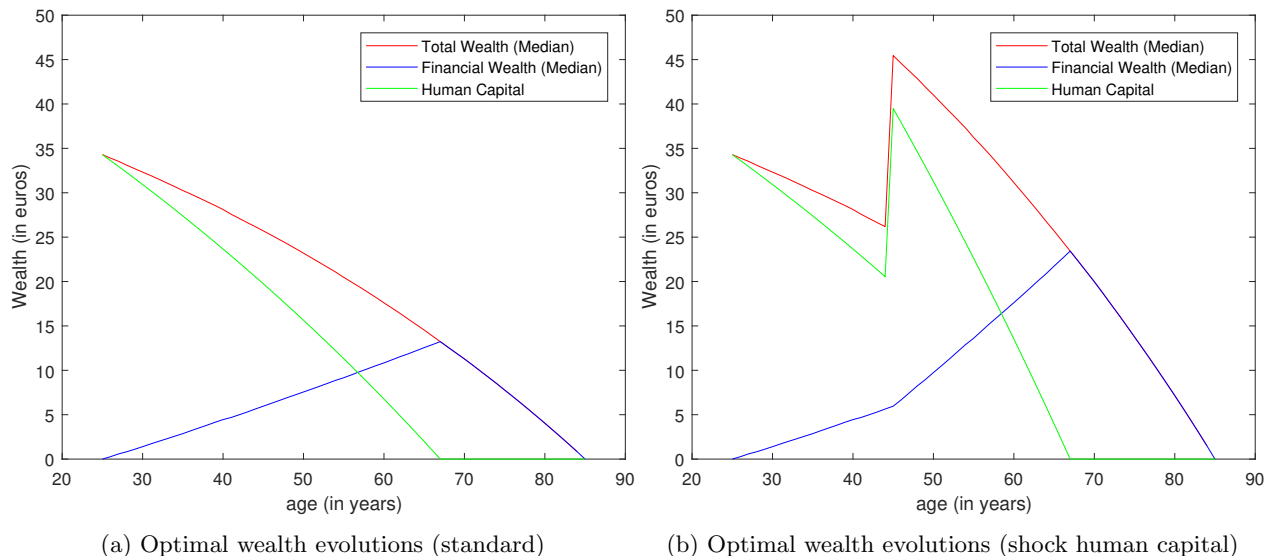 50
45
40
35
30
25
20
15
10
5
0
Wealth (in euros)
Total Wealth (Median)
Financial Wealth (Median)
Human Capital
20 30 40 50 60 70 80 90
age (in years)
(a) Optimal wealth evolutions (standard)
50
45
40
35
30
25
20
15
10
5
0
Wealth (in euros)
Total Wealth (Median)
Financial Wealth (Median)
Human Capital
20 30 40 50 60 70 80 90
age (in years)
(b) Optimal wealth evolutions (shock human capital)